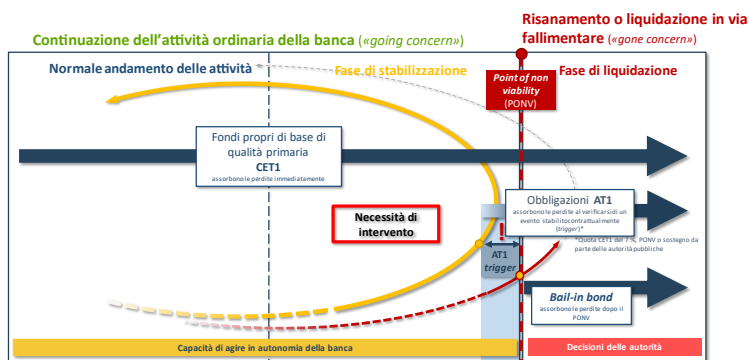 Continuazione dell'attività ordinaria della banca («going concern»)
Risanamento o liquidazione in via
fallimentare («gone concern»)
Normale andamento delle attività
Fase di stabilizzazione
Point of non
viability
(PONV)
Fase di liquidazione
Fondi propri di base di
qualità primaria
CET1
assorbono le perdite immediatamente
Necessità di
intervento
!
AT1
trigger
Obbligazioni AT1
assorbono le perdite al verificarsi di un
evento stabilito contrattualmente
(trigger)*
*Quota CET1 del 7 %, PONV o sostegno da
parte delle autorità pubbliche
Bail-in bond
assorbono le perdite dopo il
PONV
Capacità di agire in autonomia della banca
Decisioni delle autorità